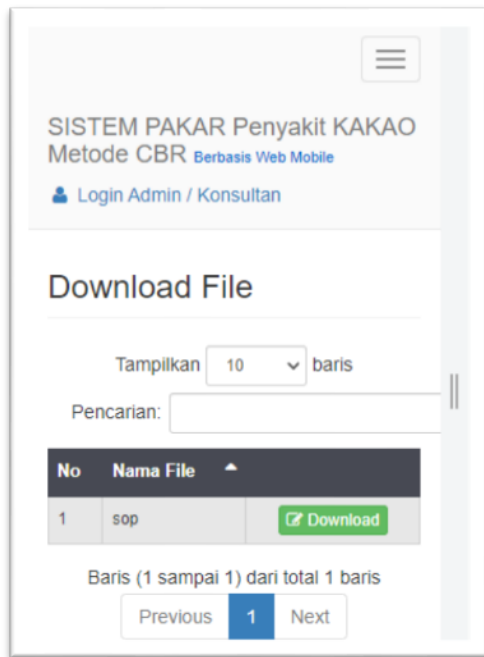 SISTEM PAKAR Penyakit KAKAO
Metode CBR Berbasis Web Mobile
Login Admin / Konsultan
Download File
Tampilkan 10 baris
Pencarian:
No Nama File
1 sop Download
Baris (1 sampai 1) dari total 1 baris
Previous 1 Next